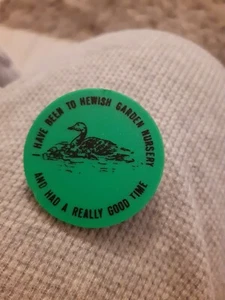 HAVE BEEN TO HEWISH GARDEN NURSERY
AND HAD A REALLY GOOD TIME